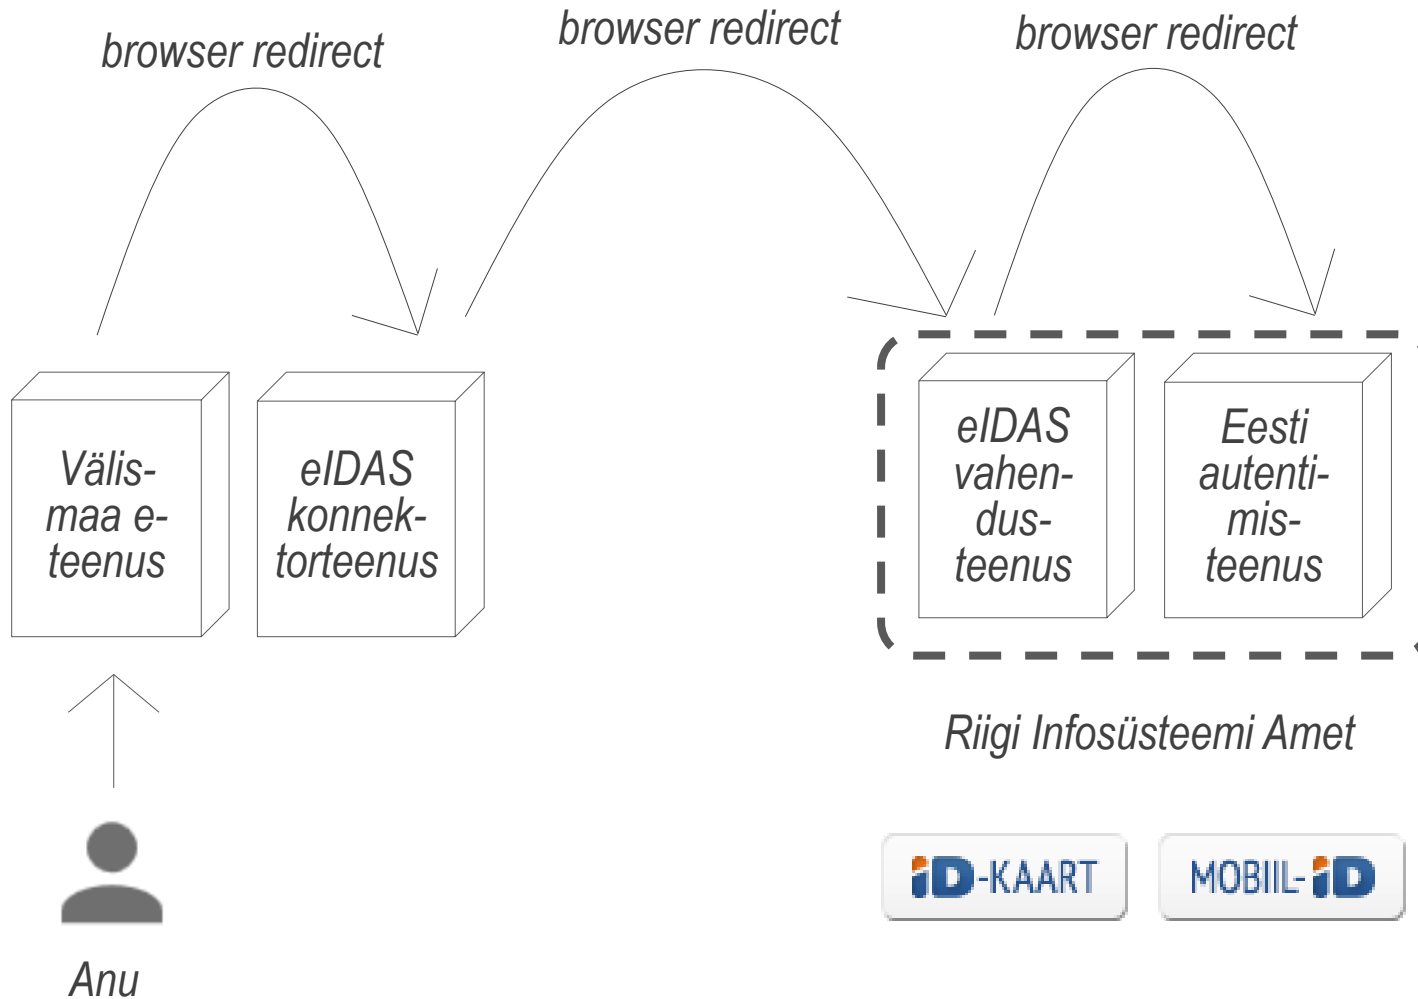 browser redirect
browser redirect
browser redirect
Välis-
maa e-
teenus
eIDAS
konnek-
torteenus
eIDAS
vahen-
dus-
teenus
Eesti
autenti-
mis-
teenus
Riigi Infosüsteemi Amet
iD-KAART
MOBIIL-iD
Anu